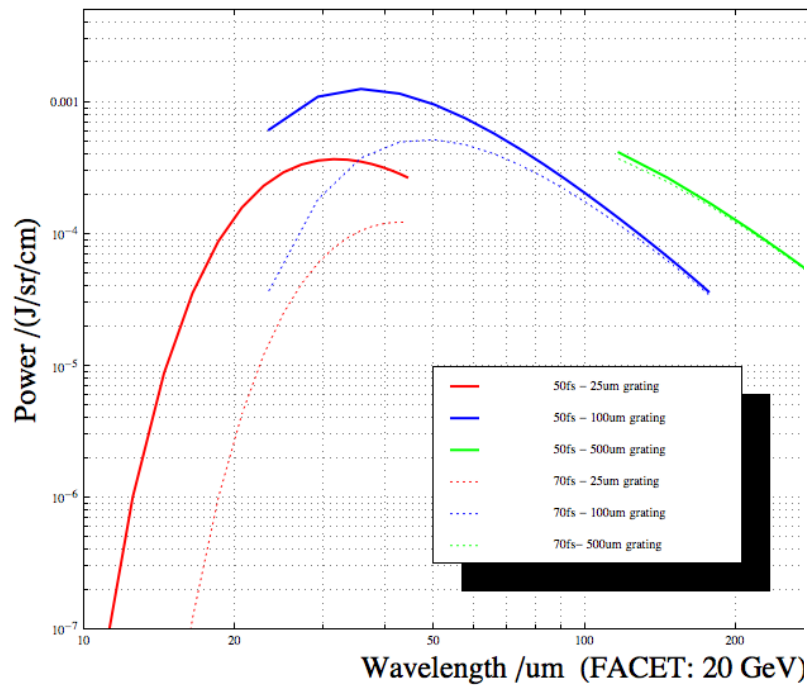 0.001
10⁻⁴
10⁻⁵
10⁻⁶
10⁻⁷
Power /(J/sr/cm)
50fs – 25um grating
50fs – 100um grating
50fs – 500um grating
70fs – 25um grating
70fs – 100um grating
70fs– 500um grating
10 20 50 100 200
Wavelength /um (FACET: 20 GeV)